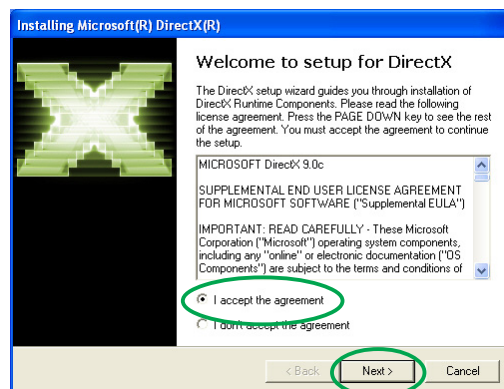 Installing Microsoft(R) DirectX(R)
Welcome to setup for DirectX
The DirectX setup wizard guides you through installation of
DirectX Runtime Components. Please read the following
license agreement. Press the PAGE DOWN key to see the rest
of the agreement. You must accept the agreement to continue
the setup.
MICROSOFT DirectX 9.0c
SUPPLEMENTAL END USER LICENSE AGREEMENT
FOR MICROSOFT SOFTWARE ("Supplemental EULA")
IMPORTANT: READ CAREFULLY - These Microsoft
Corporation ("Microsoft") operating system components,
including any "online" or electronic documentation ("OS
Components") are subject to the terms and conditions of
I accept the agreement
I don't accept the agreement
< Back
Next >
Cancel